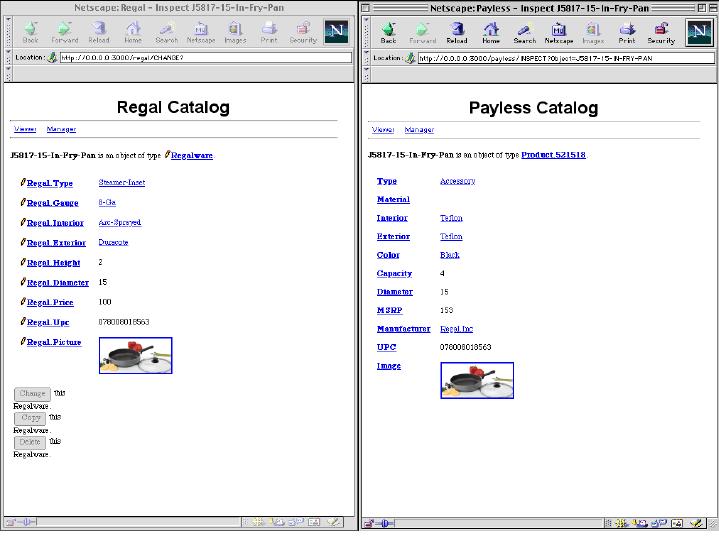 Netscape: Regal - Inspect J5817-15-In-Fry-Pan
Back Forward Reload Home Search Netscape Images Print Security
N
Location: http://0.0.0.0:3000/regal/CHANGE?
Regal Catalog
Viewer Manager
J5817-15-In-Fry-Pan is an object of type Regalware.
Regal.Type Steamer-Inset
Regal.Gauge 8-Ga
Regal.Interior Arc-Sprayed
Regal.Exterior Duracote
Regal.Height 2
Regal.Diameter 15
Regal.Price 100
Regal.Upc 078008018563
Regal.Picture
Change this
Regalware.
Copy this
Regalware.
Delete this
Regalware.
Netscape: Payless - Inspect J5817-15-In-Fry-Pan
Back Forward Reload Home Search Netscape Images Print Security
N
Location: http://0.0.0.0:3000/payless/INSPECT?Object=J5817-15-IN-FRY-PAN
Payless Catalog
Viewer Manager
J5817-15-In-Fry-Pan is an object of type Product.521518.
Type Accessory
Material
Interior Teflon
Exterior Teflon
Color Black
Capacity 4
Diameter 15
MSRP 153
Manufacturer Regal.Inc
UPC 078008018563
Image